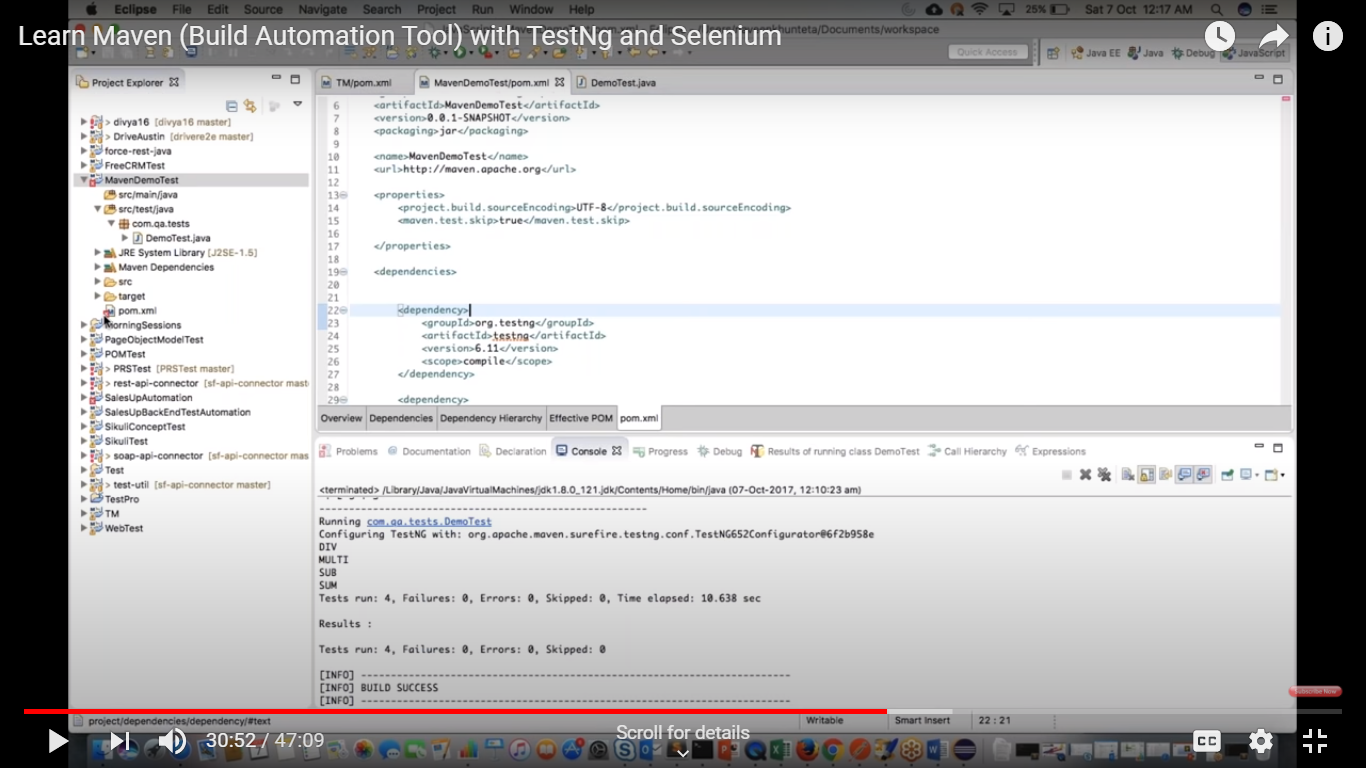 Eclipse File Edit Source Navigate Search Project Run Window Help 25% Sat 7 Oct 12:17 AM
Learn Maven (Build Automation Tool) with TestNg and Selenium
hunteta/Documents/workspace
Quick Access Java EE Java Debug JavaScript
Project Explorer
TM/pom.xml MavenDemoTest/pom.xml DemoTest.java
> divya16 [divya16 master]
> DriveAustin [drivere2e master]
force-rest-java
FreeCRMTest
MavenDemoTest
src/main/java
src/test/java
com.qa.tests
DemoTest.java
JRE System Library [J2SE-1.5]
Maven Dependencies
src
target
pom.xml
MorningSessions
PageObjectModelTest
POMTest
> PRSTest [PRSTest master]
> rest-api-connector [sf-api-connector mast
SalesUpAutomation
SalesUpBackEndTestAutomation
SikuliConceptTest
SikuliTest
> soap-api-connector [sf-api-connector mas
Test
> test-util [sf-api-connector master]
TestPro
TM
WebTest
6 <artifactId>MavenDemoTest</artifactId>
7 <version>0.0.1-SNAPSHOT</version>
8 <packaging>jar</packaging>
9
10 <name>MavenDemoTest</name>
11 <url>http://maven.apache.org</url>
12
13 <properties>
14 <project.build.sourceEncoding>UTF-8</project.build.sourceEncoding>
15 <maven.test.skip>true</maven.test.skip>
16
17 </properties>
18
19 <dependencies>
20
21
22 <dependency>
23 <groupId>org.testng</groupId>
24 <artifactId>testng</artifactId>
25 <version>6.11</version>
26 <scope>compile</scope>
27 </dependency>
28
29 <dependency>
Overview Dependencies Dependency Hierarchy Effective POM pom.xml
Problems Documentation Declaration Console Progress Debug Results of running class DemoTest Call Hierarchy Expressions
<terminated> /Library/Java/JavaVirtualMachines/jdk1.8.0_121.jdk/Contents/Home/bin/java (07-Oct-2017, 12:10:23 am)
-------------------------------------------------------
Running com.qa.tests.DemoTest
Configuring TestNG with: org.apache.maven.surefire.testng.conf.TestNG652Configurator@6f2b958e
DIV
MULTI
SUB
SUM
Tests run: 4, Failures: 0, Errors: 0, Skipped: 0, Time elapsed: 10.638 sec
Results :
Tests run: 4, Failures: 0, Errors: 0, Skipped: 0
[INFO] ------------------------------------------------------------------------
[INFO] BUILD SUCCESS
[INFO] ------------------------------------------------------------------------
Subscribe Now
project/dependencies/dependency/#text Writable Smart Insert 22 : 21
30:52 / 47:09 Scroll for details CC